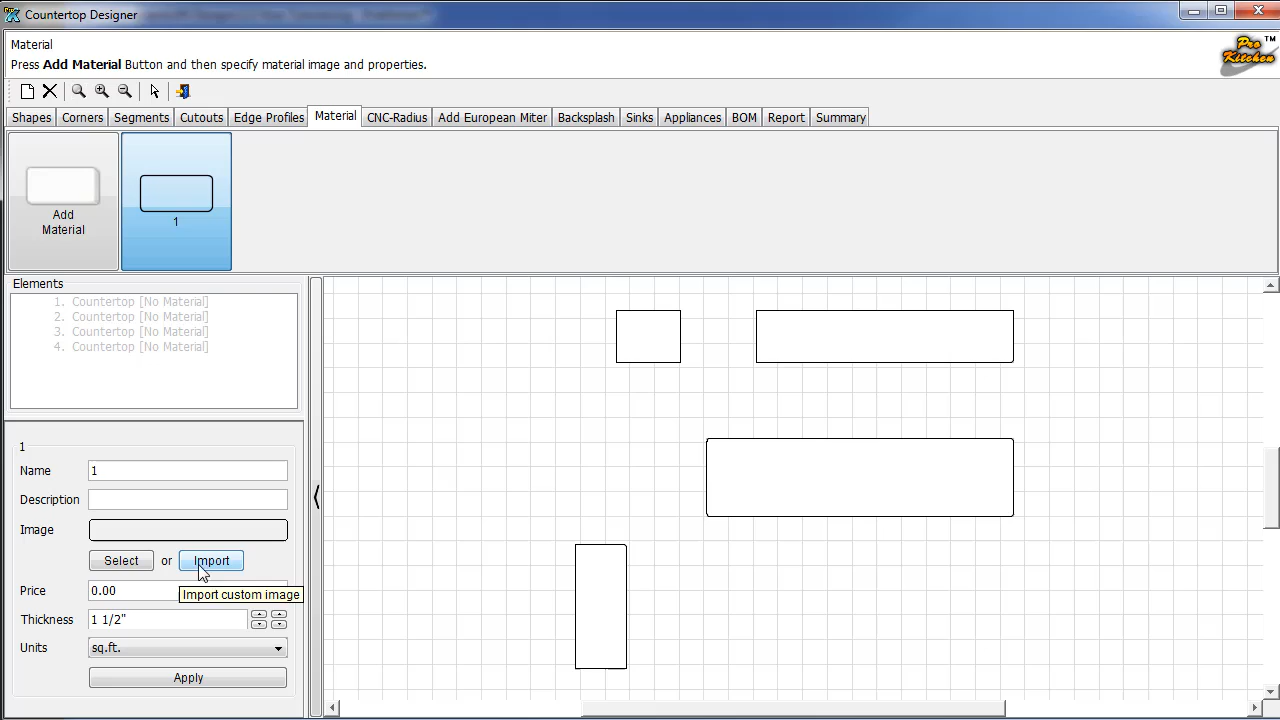 Countertop Designer
Material
Press Add Material Button and then specify material image and properties.
Pro Kitchen™
Shapes Corners Segments Cutouts Edge Profiles Material CNC-Radius Add European Miter Backsplash Sinks Appliances BOM Report Summary
Add
Material
1
Elements
1. Countertop [No Material]
2. Countertop [No Material]
3. Countertop [No Material]
4. Countertop [No Material]
1
Name 1
Description
Image
Select or Import
Price 0.00
Import custom image
Thickness 1 1/2"
Units sq.ft.
Apply